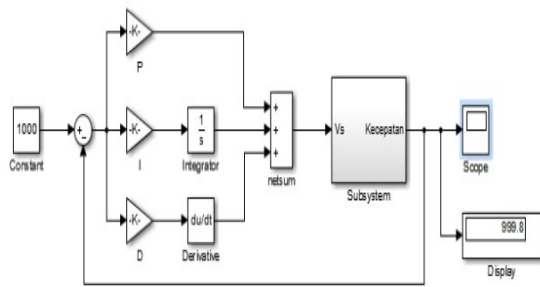 -K-
P
1000
Constant
+
-
-K-
I
1
s
Integrator
+
+
+
netsum
Vs
Kecepatan
Subsystem
Scope
-K-
D
du/dt
Derivative
999.8
Display